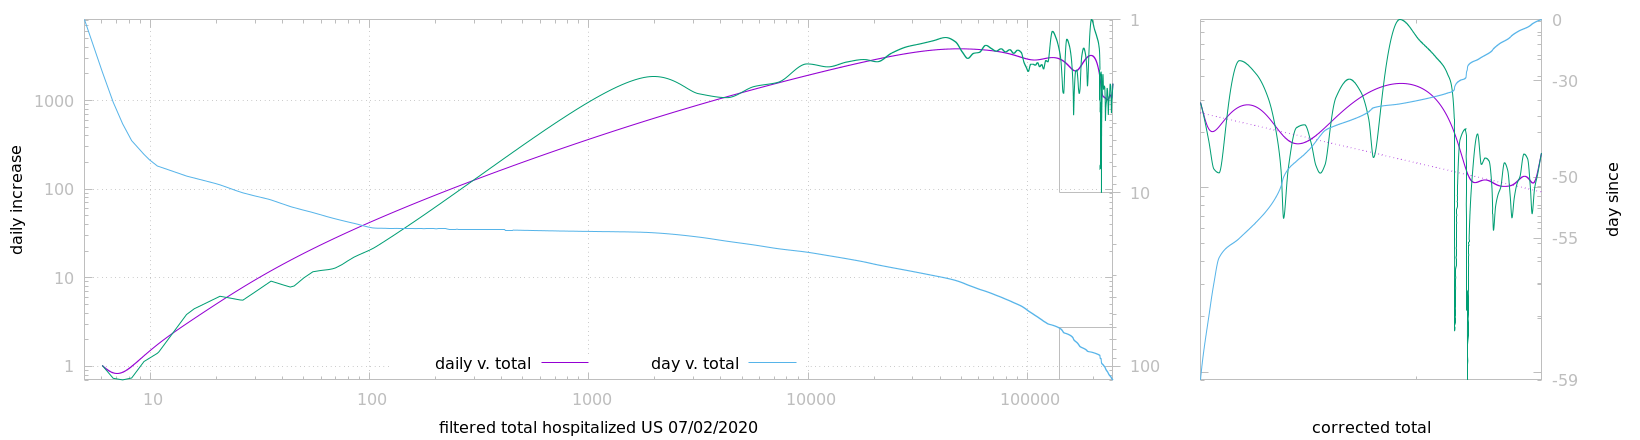 daily increase
1000
100
10
1
daily v. total
day v. total
10
100
1000
10000
100000
filtered total hospitalized US 07/02/2020
1
10
100
0
-30
-50
-55
-59
day since
corrected total